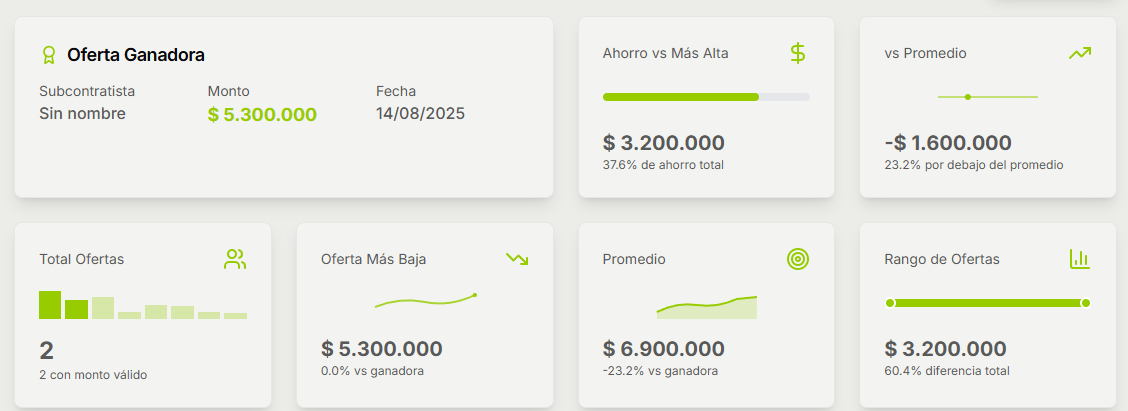 Oferta Ganadora
Subcontratista
Sin nombre
Monto
$ 5.300.000
Fecha
14/08/2025
Ahorro vs Más Alta
$ 3.200.000
37.6% de ahorro total
vs Promedio
-$ 1.600.000
23.2% por debajo del promedio
Total Ofertas
2
2 con monto válido
Oferta Más Baja
$ 5.300.000
0.0% vs ganadora
Promedio
$ 6.900.000
-23.2% vs ganadora
Rango de Ofertas
$ 3.200.000
60.4% diferencia total